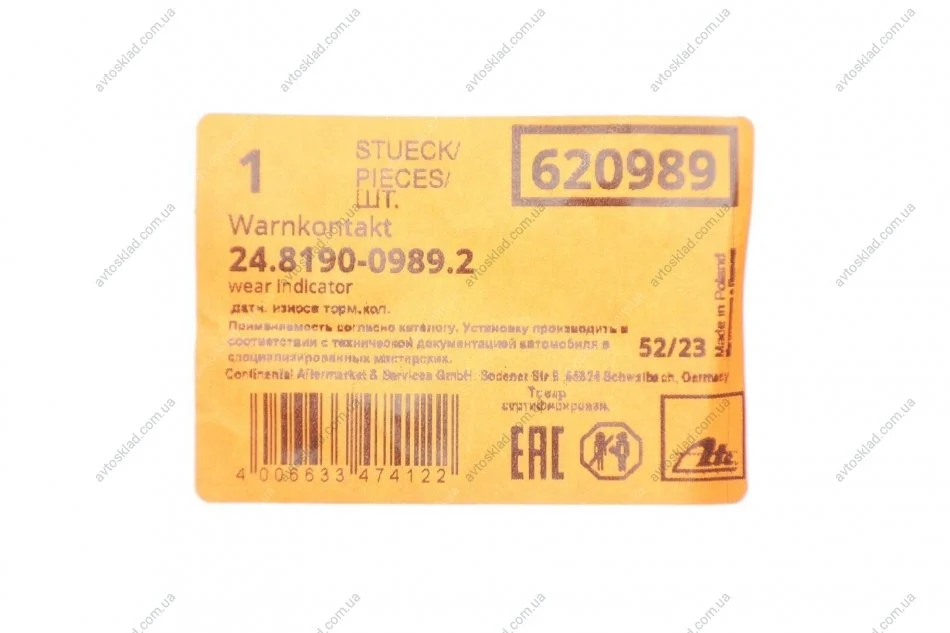 1
STUECK/
PIECES/
ШТ.
620989
Warnkontakt
24.8190-0989.2
wear indicator
датч. износа торм.кол.
Применяемость согласно каталогу. Установку производить в
соответствии с технической документацией автомобиля в
специализированных мастерских.
52/23
Made in Poland
Continental Aftermarket & Services GmbH. Sodener Str. 9, 65824 Schwalbach, Germany
Товар
сертифицирован.
4 006633 474122
EAC
Ate
avtosklad.com.ua